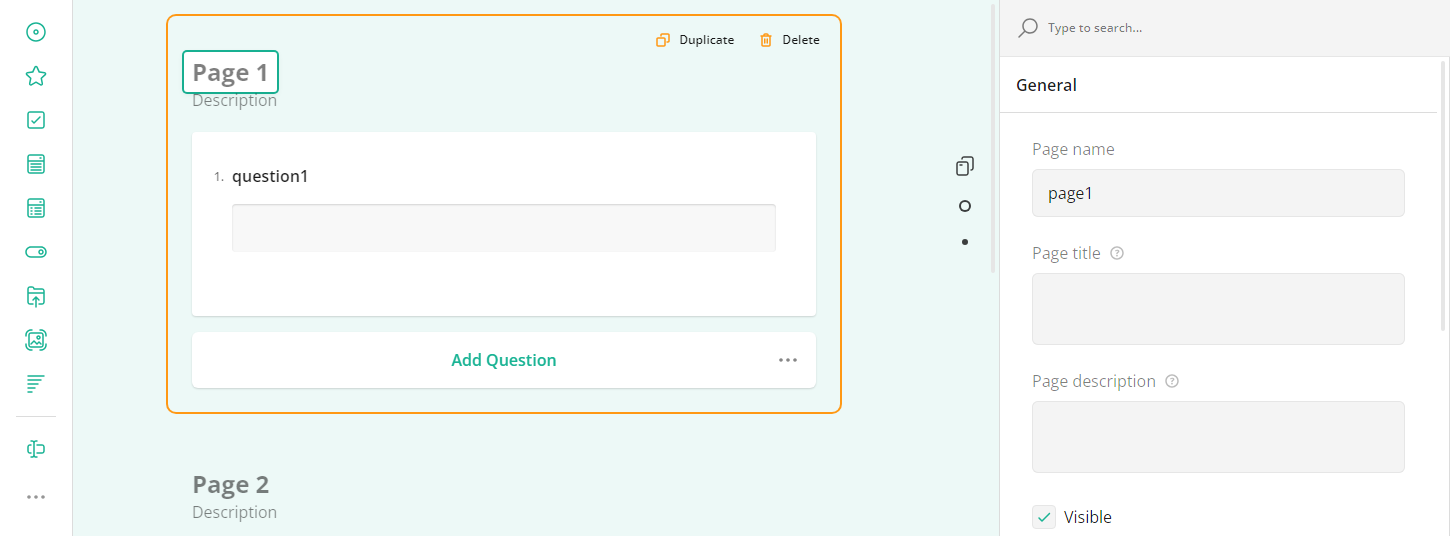 Duplicate
Delete
Page 1
Description
1. question1
Add Question
Page 2
Description
Type to search...
General
Page name
page1
Page title
Page description
Visible